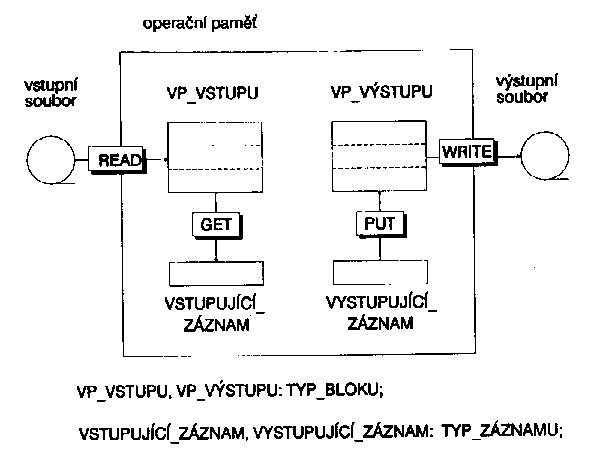 operační paměť
vstupní
soubor
VP_VSTUPU
VP_VÝSTUPU
výstupní
soubor
READ
WRITE
GET
PUT
VSTUPUJÍCÍ_
ZÁZNAM
VYSTUPUJÍCÍ_
ZÁZNAM
VP_VSTUPU, VP_VÝSTUPU: TYP_BLOKU;
VSTUPUJÍCÍ_ZÁZNAM, VYSTUPUJÍCÍ_ZÁZNAM: TYP_ZÁZNAMU;